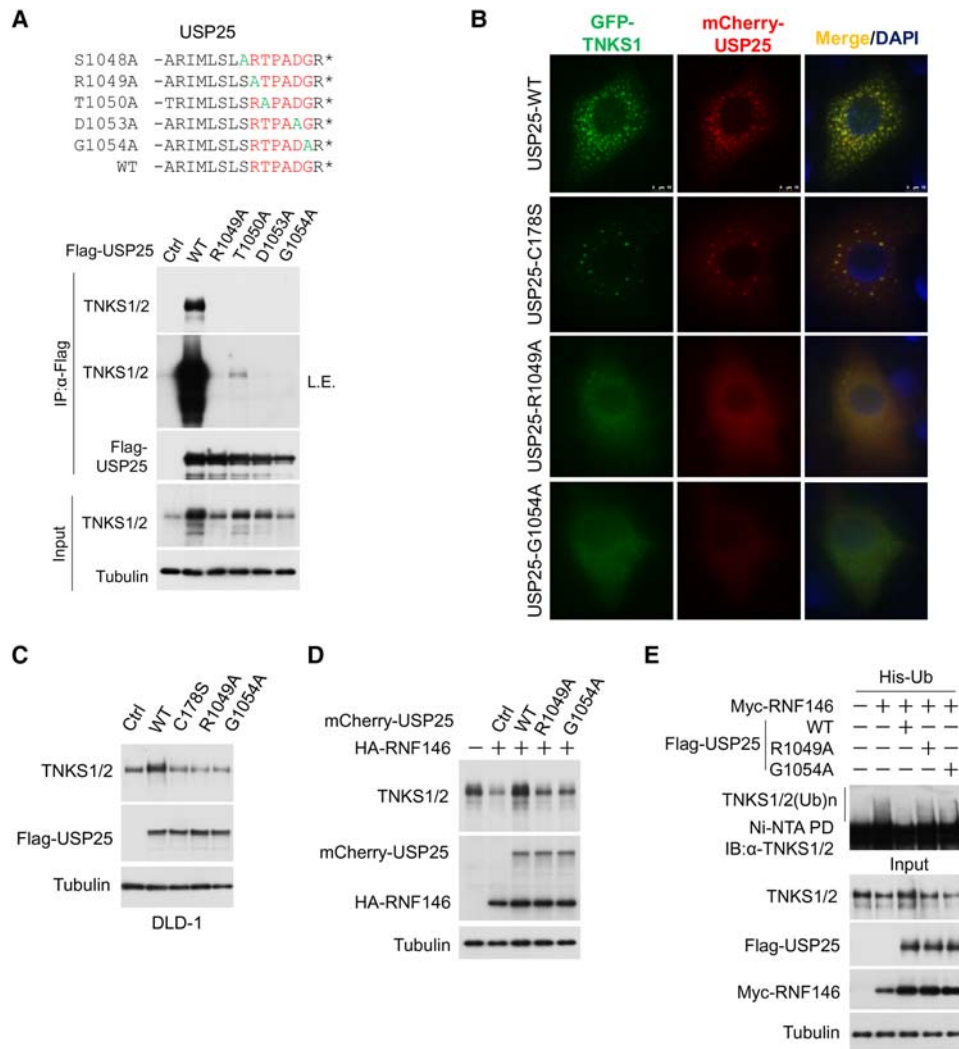 A
USP25
S1048A -ARIMLSLARTPADGR*
R1049A -ARIMLSLSATPADGR*
T1050A -TRIMLSLSRAPADGR*
D1053A -ARIMLSLSRTPAAGR*
G1054A -ARIMLSLSRTPADAR*
WT -ARIMLSLSRTPADGR*
Flag-USP25
Ctrl
WT
R1049A
T1050A
D1053A
G1054A
IP:α-Flag
TNKS1/2
TNKS1/2
L.E.
Flag-
USP25
Input
TNKS1/2
Tubulin
B
GFP-
TNKS1
mCherry-
USP25
Merge/DAPI
USP25-WT
USP25-C178S
USP25-R1049A
USP25-G1054A
C
Ctrl
WT
C178S
R1049A
G1054A
TNKS1/2
Flag-USP25
Tubulin
DLD-1
D
mCherry-USP25
Ctrl
WT
R1049A
G1054A
HA-RNF146 − + + + +
TNKS1/2
mCherry-USP25
HA-RNF146
Tubulin
E
His-Ub
Myc-RNF146 − + + + +
Flag-USP25
WT − − + − −
R1049A − − − + −
G1054A − − − − +
TNKS1/2(Ub)n
Ni-NTA PD
IB:α-TNKS1/2
Input
TNKS1/2
Flag-USP25
Myc-RNF146
Tubulin